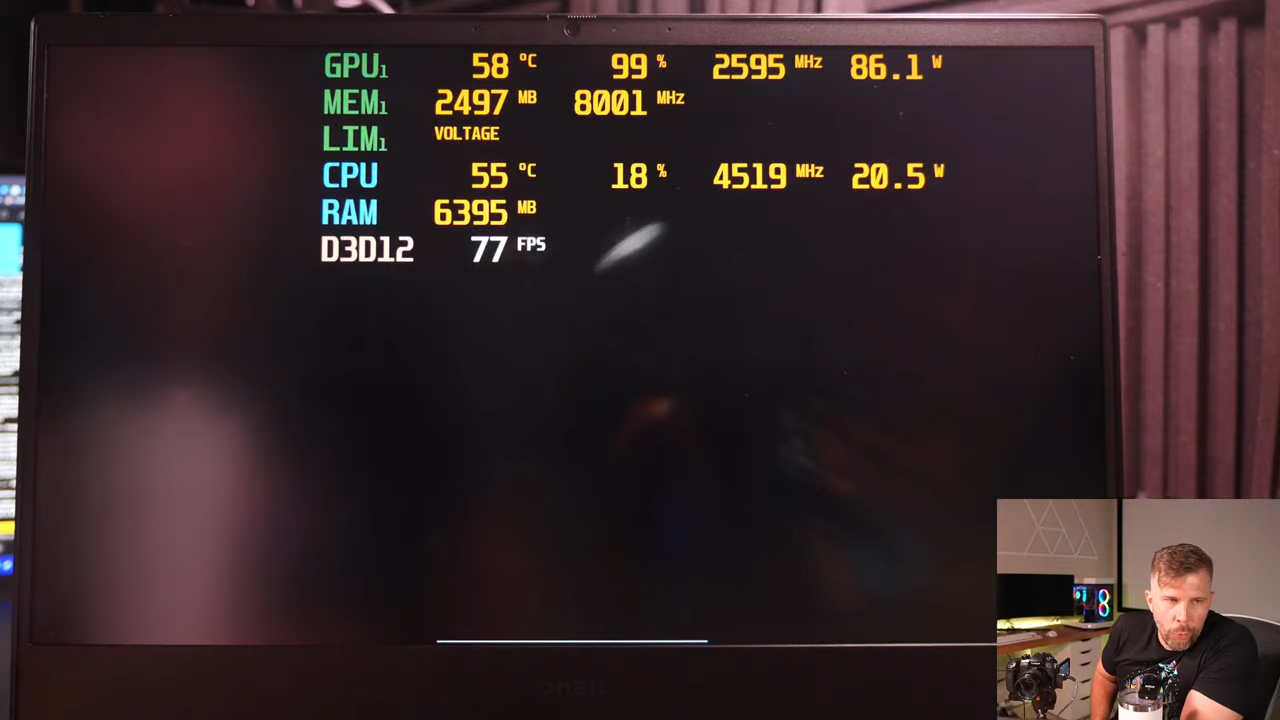 GPU1 58 °C 99 % 2595 MHz 86.1 W
MEM1 2497 MB 8001 MHz
LIM1 VOLTAGE
CPU 55 °C 18 % 4519 MHz 20.5 W
RAM 6395 MB
D3D12 77 FPS